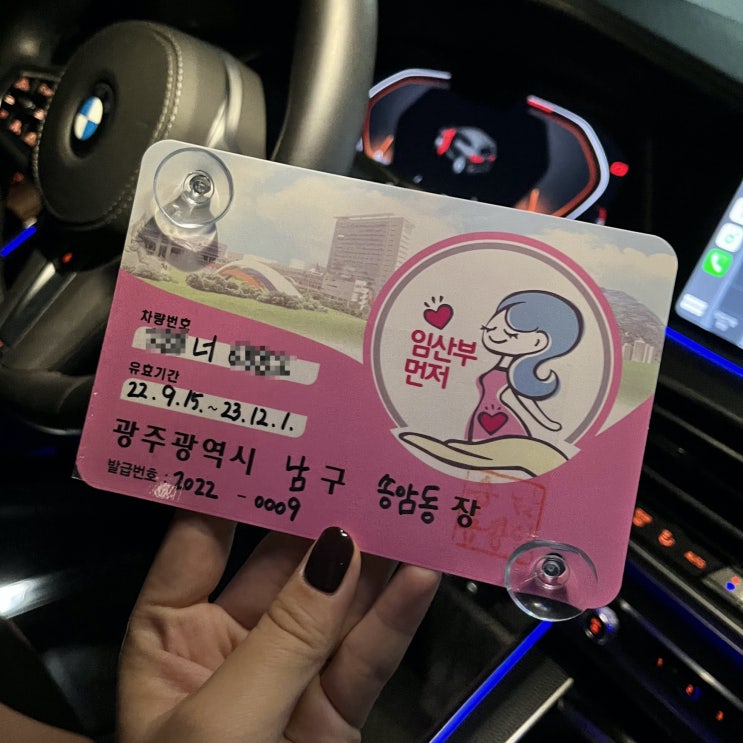 차량번호
너
유효기간
22. 9. 15. ~ 23. 12. 1.
광주광역시 남구 송암동장
발급번호 : 2022 - 0009
임산부
먼저